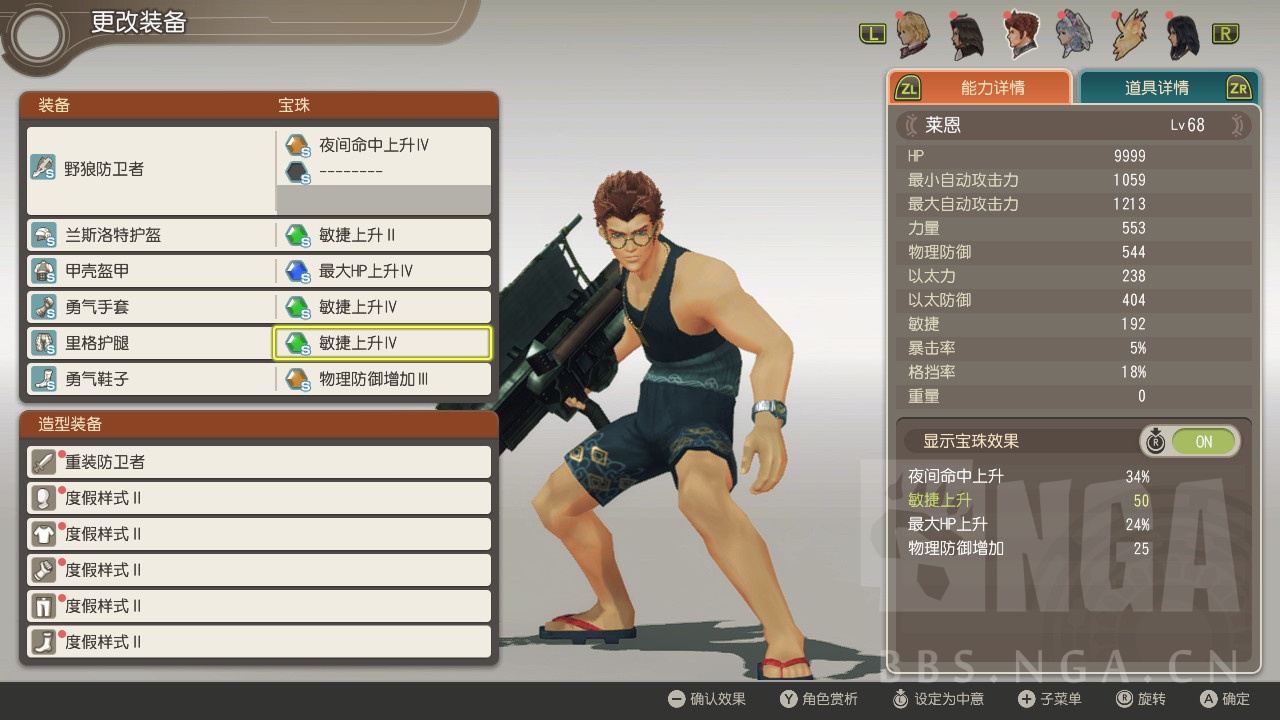 更改装备
L
R
装备 宝珠
野狼防卫者
夜间命中上升Ⅳ
--------
兰斯洛特护盔 敏捷上升Ⅱ
甲壳盔甲 最大HP上升Ⅳ
勇气手套 敏捷上升Ⅳ
里格护腿 敏捷上升Ⅳ
勇气鞋子 物理防御增加Ⅲ
造型装备
重装防卫者
度假样式Ⅱ
度假样式Ⅱ
度假样式Ⅱ
度假样式Ⅱ
度假样式Ⅱ
ZL 能力详情 道具详情 ZR
莱恩 Lv68
HP 9999
最小自动攻击力 1059
最大自动攻击力 1213
力量 553
物理防御 544
以太力 238
以太防御 404
敏捷 192
暴击率 5%
格挡率 18%
重量 0
显示宝珠效果 R ON
夜间命中上升 34%
敏捷上升 50
最大HP上升 24%
物理防御增加 25
NGA
BBS.NGA.CN
确认效果 Y 角色赏析 L 设定为中意 子菜单 R 旋转 A 确定